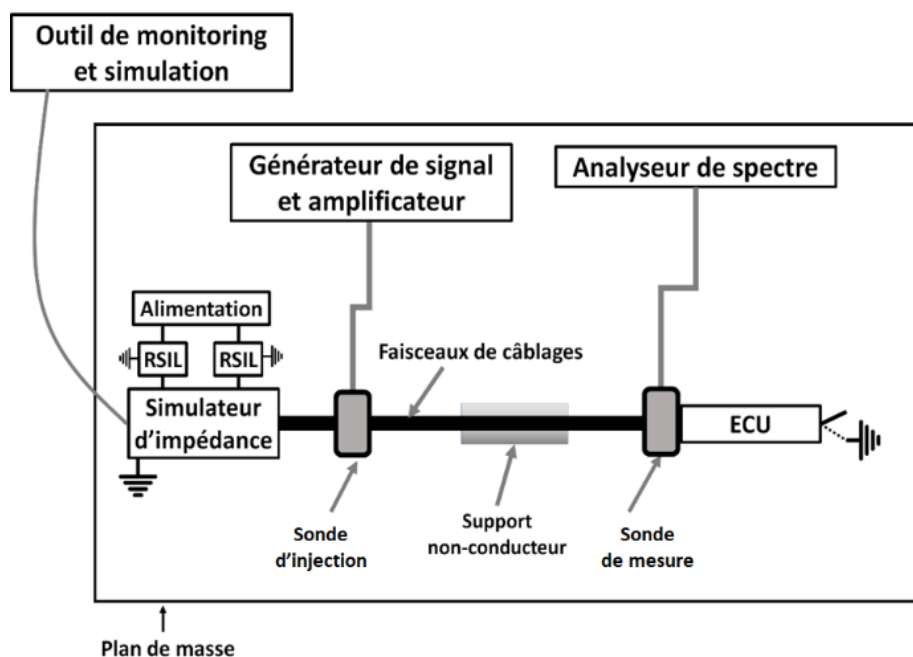 Outil de monitoring
et simulation
Générateur de signal
et amplificateur
Analyseur de spectre
Alimentation
RSIL
RSIL
Faisceaux de câblages
Simulateur
d'impédance
ECU
Sonde
d'injection
Support
non-conducteur
Sonde
de mesure
Plan de masse